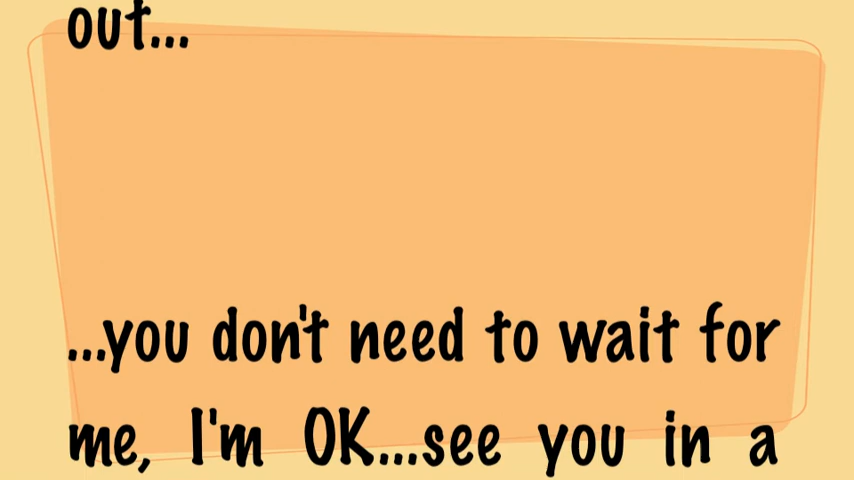 out...
...you don't need to wait for
me, I'm OK...see you in a